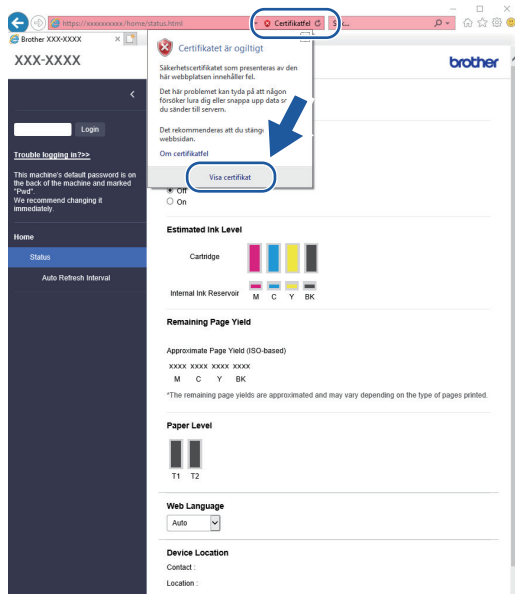 https://xxxxxxxxxx/home/status.html
Certifikatfel
Brother XXX-XXXX
XXX-XXXX
brother
Certifikatet är ogiltigt
Säkerhetscertifikatet som presenteras av den
här webbplatsen innehåller fel.
Det här problemet kan tyda på att någon
försöker lura dig eller snappa upp data
du sänder till servern.
Det rekommenderas att du
webbsidan.
Om certifikatfel
Visa certifikat
Login
Trouble logging in?>>
This machine's default password is on
the back of the machine and marked
"Pwd".
We recommend changing it
immediately.
Home
Status
Auto Refresh Interval
Off
On
Estimated Ink Level
Cartridge
Internal Ink Reservoir
M C Y BK
Remaining Page Yield
Approximate Page Yield (ISO-based)
xxxx xxxx xxxx xxxx
M C Y BK
*The remaining page yields are approximated and may vary depending on the type of pages printed.
Paper Level
T1 T2
Web Language
Auto
Device Location
Contact :
Location :